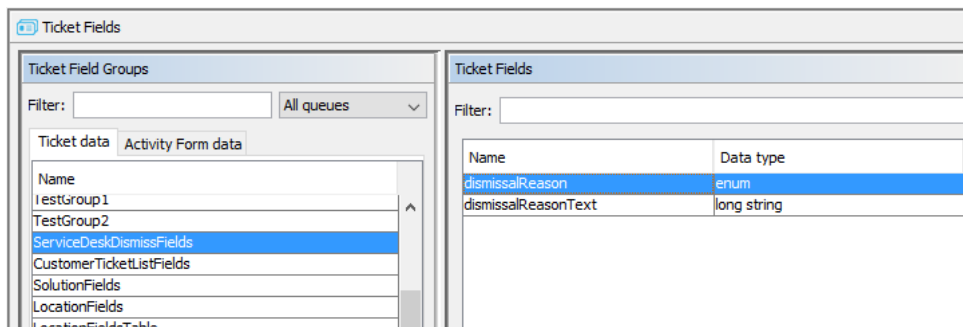 Ticket Fields
Ticket Field Groups
Filter:
All queues
Ticket data
Activity Form data
Name
TestGroup1
TestGroup2
ServiceDeskDismissFields
CustomerTicketListFields
SolutionFields
LocationFields
LocationFieldsTable
Ticket Fields
Filter:
Name Data type
dismissalReason enum
dismissalReasonText long string